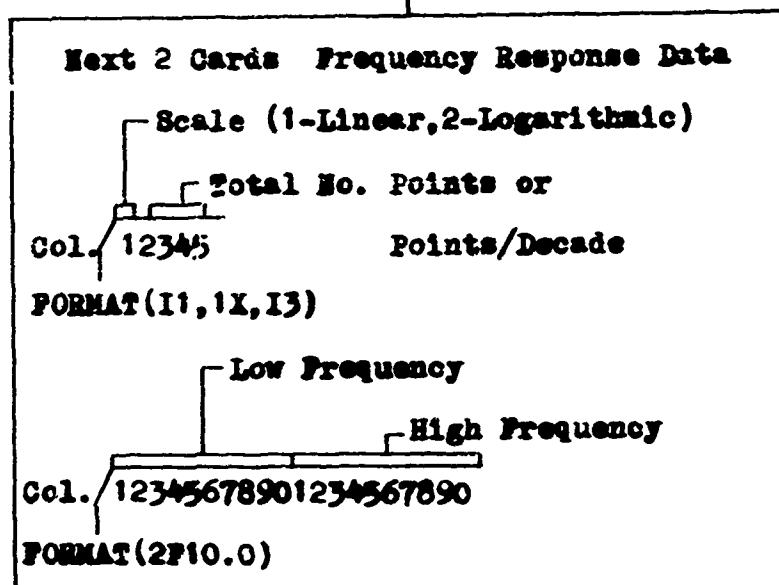 Next 2 Cards Frequency Response Data
Scale (1-Linear,2-Logarithmic)
Total No. Points or
Col. 12345 Points/Decade
FORMAT(I1,1X,I3)
Low Frequency
High Frequency
Col. 12345678901234567890
FORMAT(2F10.0)